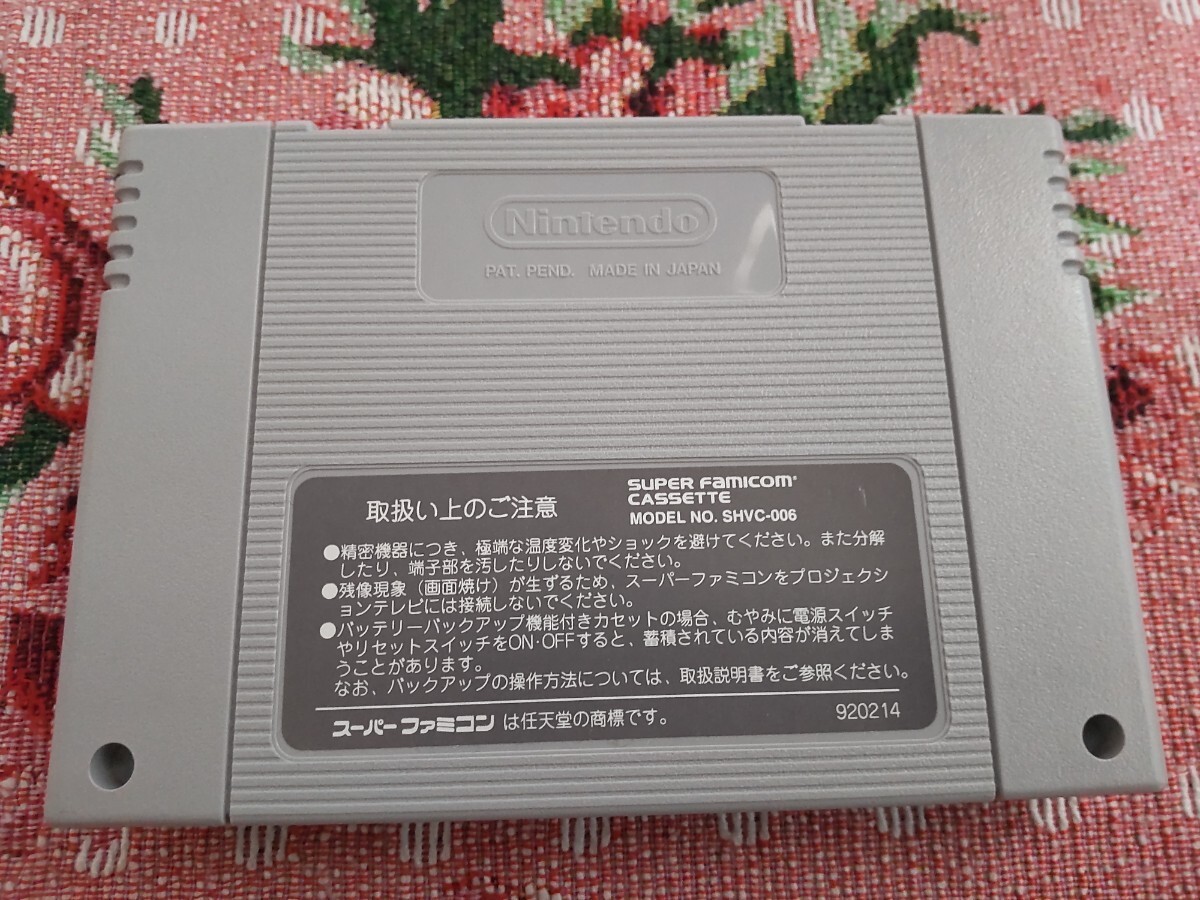 Nintendo
PAT. PEND. MADE IN JAPAN
取扱い上のご注意
SUPER FAMICOM
CASSETTE
MODEL NO. SHVC-006
●精密機器につき、極端な温度変化やショックを避けてください。また分解
したり、端子部を汚したりしないでください。
●残像現象（画面焼け）が生ずるため、スーパーファミコンをプロジェクシ
ョンテレビには接続しないでください。
●バッテリーバックアップ機能付きカセットの場合、むやみに電源スイッチ
やリセットスイッチをON·OFFすると、蓄積されている内容が消えてしま
うことがあります。
なお、バックアップの操作方法については、取扱説明書をご参照ください。
スーパーファミコン は任天堂の商標です。
920214